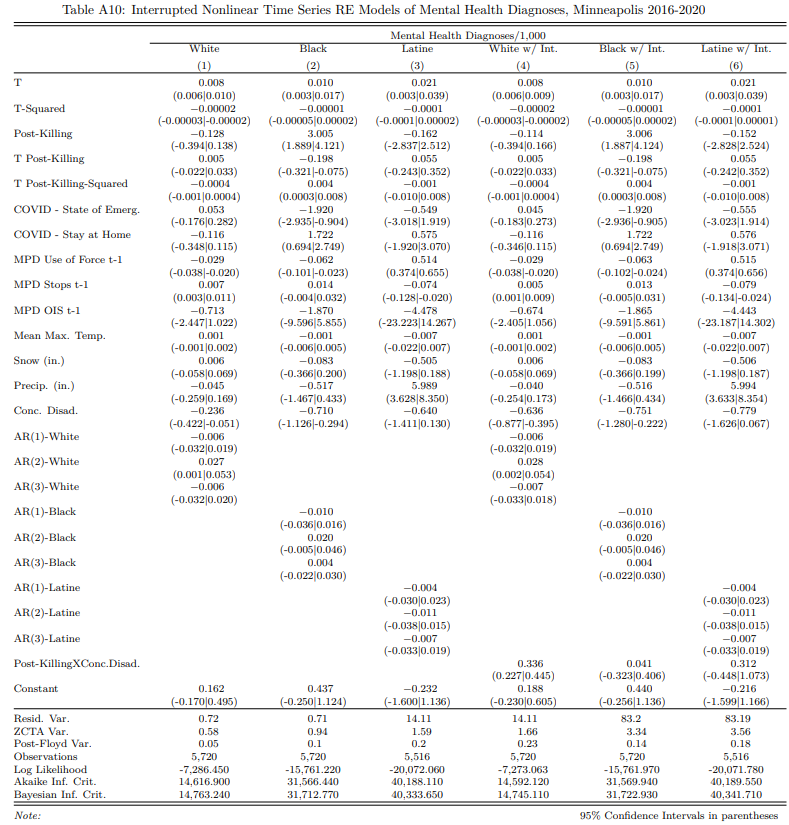 Table A10: Interrupted Nonlinear Time Series RE Models of Mental Health Diagnoses, Minneapolis 2016-2020
Mental Health Diagnoses/1,000
White Black Latine White w/ Int. Black w/ Int. Latine w/ Int.
(1) (2) (3) (4) (5) (6)
T 0.008 0.010 0.021 0.008 0.010 0.021
(0.006|0.010) (0.003|0.017) (0.003|0.039) (0.006|0.009) (0.003|0.017) (0.003|0.039)
T-Squared −0.00002 −0.00001 −0.0001 −0.00002 −0.00001 −0.0001
(-0.00003|-0.00002) (-0.00005|0.00002) (-0.0001|0.00002) (-0.00003|-0.00002) (-0.00005|0.00002) (-0.0001|0.00001)
Post-Killing −0.128 3.005 −0.162 −0.114 3.006 −0.152
(-0.394|0.138) (1.889|4.121) (-2.837|2.512) (-0.394|0.166) (1.887|4.124) (-2.828|2.524)
T Post-Killing 0.005 −0.198 0.055 0.005 −0.198 0.055
(-0.022|0.033) (-0.321|-0.075) (-0.243|0.352) (-0.022|0.033) (-0.321|-0.075) (-0.242|0.352)
T Post-Killing-Squared −0.0004 0.004 −0.001 −0.0004 0.004 −0.001
(-0.001|0.0004) (0.0003|0.008) (-0.010|0.008) (-0.001|0.0004) (0.0003|0.008) (-0.010|0.008)
COVID - State of Emerg. 0.053 −1.920 −0.549 0.045 −1.920 −0.555
(-0.176|0.282) (-2.935|-0.904) (-3.018|1.919) (-0.183|0.273) (-2.936|-0.905) (-3.023|1.914)
COVID - Stay at Home −0.116 1.722 0.575 −0.116 1.722 0.576
(-0.348|0.115) (0.694|2.749) (-1.920|3.070) (-0.346|0.115) (0.694|2.749) (-1.918|3.071)
MPD Use of Force t-1 −0.029 −0.062 0.514 −0.029 −0.063 0.515
(-0.038|-0.020) (-0.101|-0.023) (0.374|0.655) (-0.038|-0.020) (-0.102|-0.024) (0.374|0.656)
MPD Stops t-1 0.007 0.014 −0.074 0.005 0.013 −0.079
(0.003|0.011) (-0.004|0.032) (-0.128|-0.020) (0.001|0.009) (-0.005|0.031) (-0.134|-0.024)
MPD OIS t-1 −0.713 −1.870 −4.478 −0.674 −1.865 −4.443
(-2.447|1.022) (-9.596|5.855) (-23.223|14.267) (-2.405|1.056) (-9.591|5.861) (-23.187|14.302)
Mean Max. Temp. 0.001 −0.001 −0.007 0.001 −0.001 −0.007
(-0.001|0.002) (-0.006|0.005) (-0.022|0.007) (-0.001|0.002) (-0.006|0.005) (-0.022|0.007)
Snow (in.) 0.006 −0.083 −0.505 0.006 −0.083 −0.506
(-0.058|0.069) (-0.366|0.200) (-1.198|0.188) (-0.058|0.069) (-0.366|0.199) (-1.198|0.187)
Precip. (in.) −0.045 −0.517 5.989 −0.040 −0.516 5.994
(-0.259|0.169) (-1.467|0.433) (3.628|8.350) (-0.254|0.173) (-1.466|0.434) (3.633|8.354)
Conc. Disad. −0.236 −0.710 −0.640 −0.636 −0.751 −0.779
(-0.422|-0.051) (-1.126|-0.294) (-1.411|0.130) (-0.877|-0.395) (-1.280|-0.222) (-1.626|0.067)
AR(1)-White −0.006 −0.006
(-0.032|0.019) (-0.032|0.019)
AR(2)-White 0.027 0.028
(0.001|0.053) (0.002|0.054)
AR(3)-White −0.006 −0.007
(-0.032|0.020) (-0.033|0.018)
AR(1)-Black −0.010 −0.010
(-0.036|0.016) (-0.036|0.016)
AR(2)-Black 0.020 0.020
(-0.005|0.046) (-0.005|0.046)
AR(3)-Black 0.004 0.004
(-0.022|0.030) (-0.022|0.030)
AR(1)-Latine −0.004 −0.004
(-0.030|0.023) (-0.030|0.023)
AR(2)-Latine −0.011 −0.011
(-0.038|0.015) (-0.038|0.015)
AR(3)-Latine −0.007 −0.007
(-0.033|0.019) (-0.033|0.019)
Post-KillingXConc.Disad. 0.336 0.041 0.312
(0.227|0.445) (-0.323|0.406) (-0.448|1.073)
Constant 0.162 0.437 −0.232 0.188 0.440 −0.216
(-0.170|0.495) (-0.250|1.124) (-1.600|1.136) (-0.230|0.605) (-0.256|1.136) (-1.599|1.166)
Resid. Var. 0.72 0.71 14.11 14.11 83.2 83.19
ZCTA Var. 0.58 0.94 1.59 1.66 3.34 3.56
Post-Floyd Var. 0.05 0.1 0.2 0.23 0.14 0.18
Observations 5,720 5,720 5,516 5,720 5,720 5,516
Log Likelihood -7,286.450 -15,761.220 -20,072.060 -7,273.063 -15,761.970 -20,071.780
Akaike Inf. Crit. 14,616.900 31,566.440 40,188.110 14,592.120 31,569.940 40,189.550
Bayesian Inf. Crit. 14,763.240 31,712.770 40,333.650 14,745.110 31,722.930 40,341.710
Note: 95% Confidence Intervals in parentheses